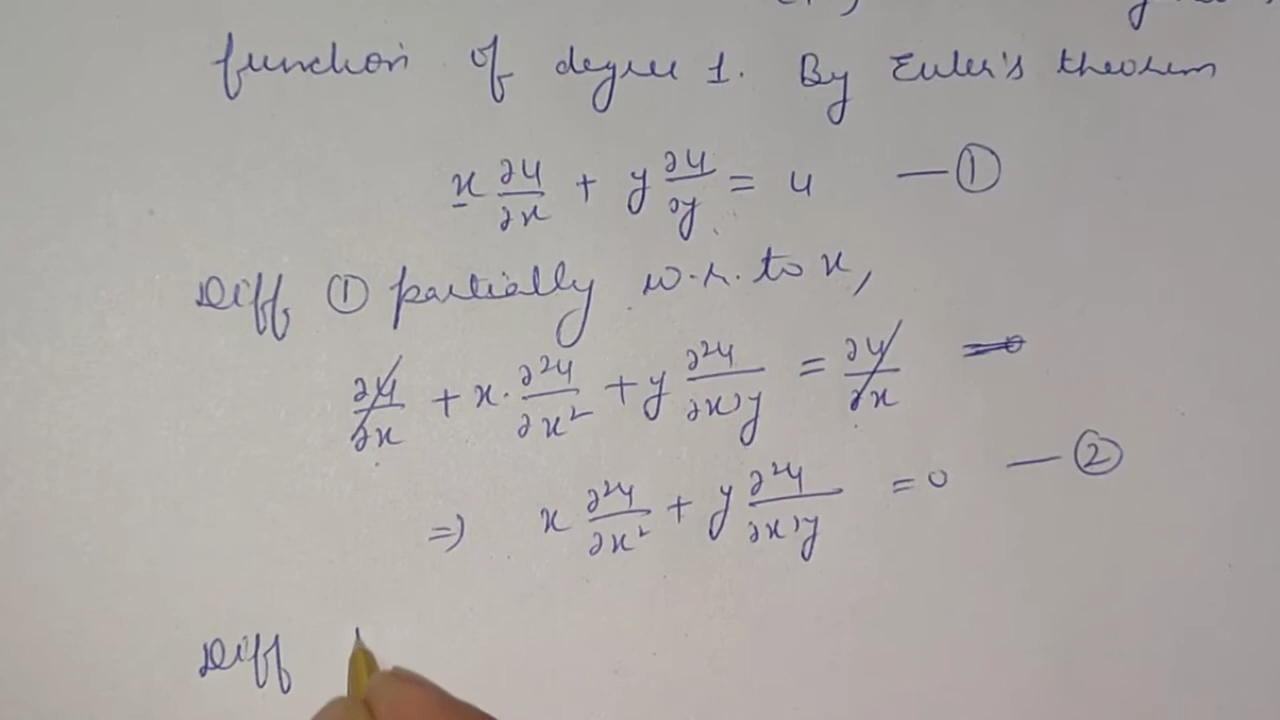 function of degree 1. By Euler's theorem
x ∂u/∂x + y ∂u/∂y = u — ①
Diff ① partially w.r. to x,
∂u/∂x + x. ∂²u/∂x² + y ∂²u/∂x∂y = ∂u/∂x
⇒ x ∂²u/∂x² + y ∂²u/∂x∂y = 0 — ②
Diff